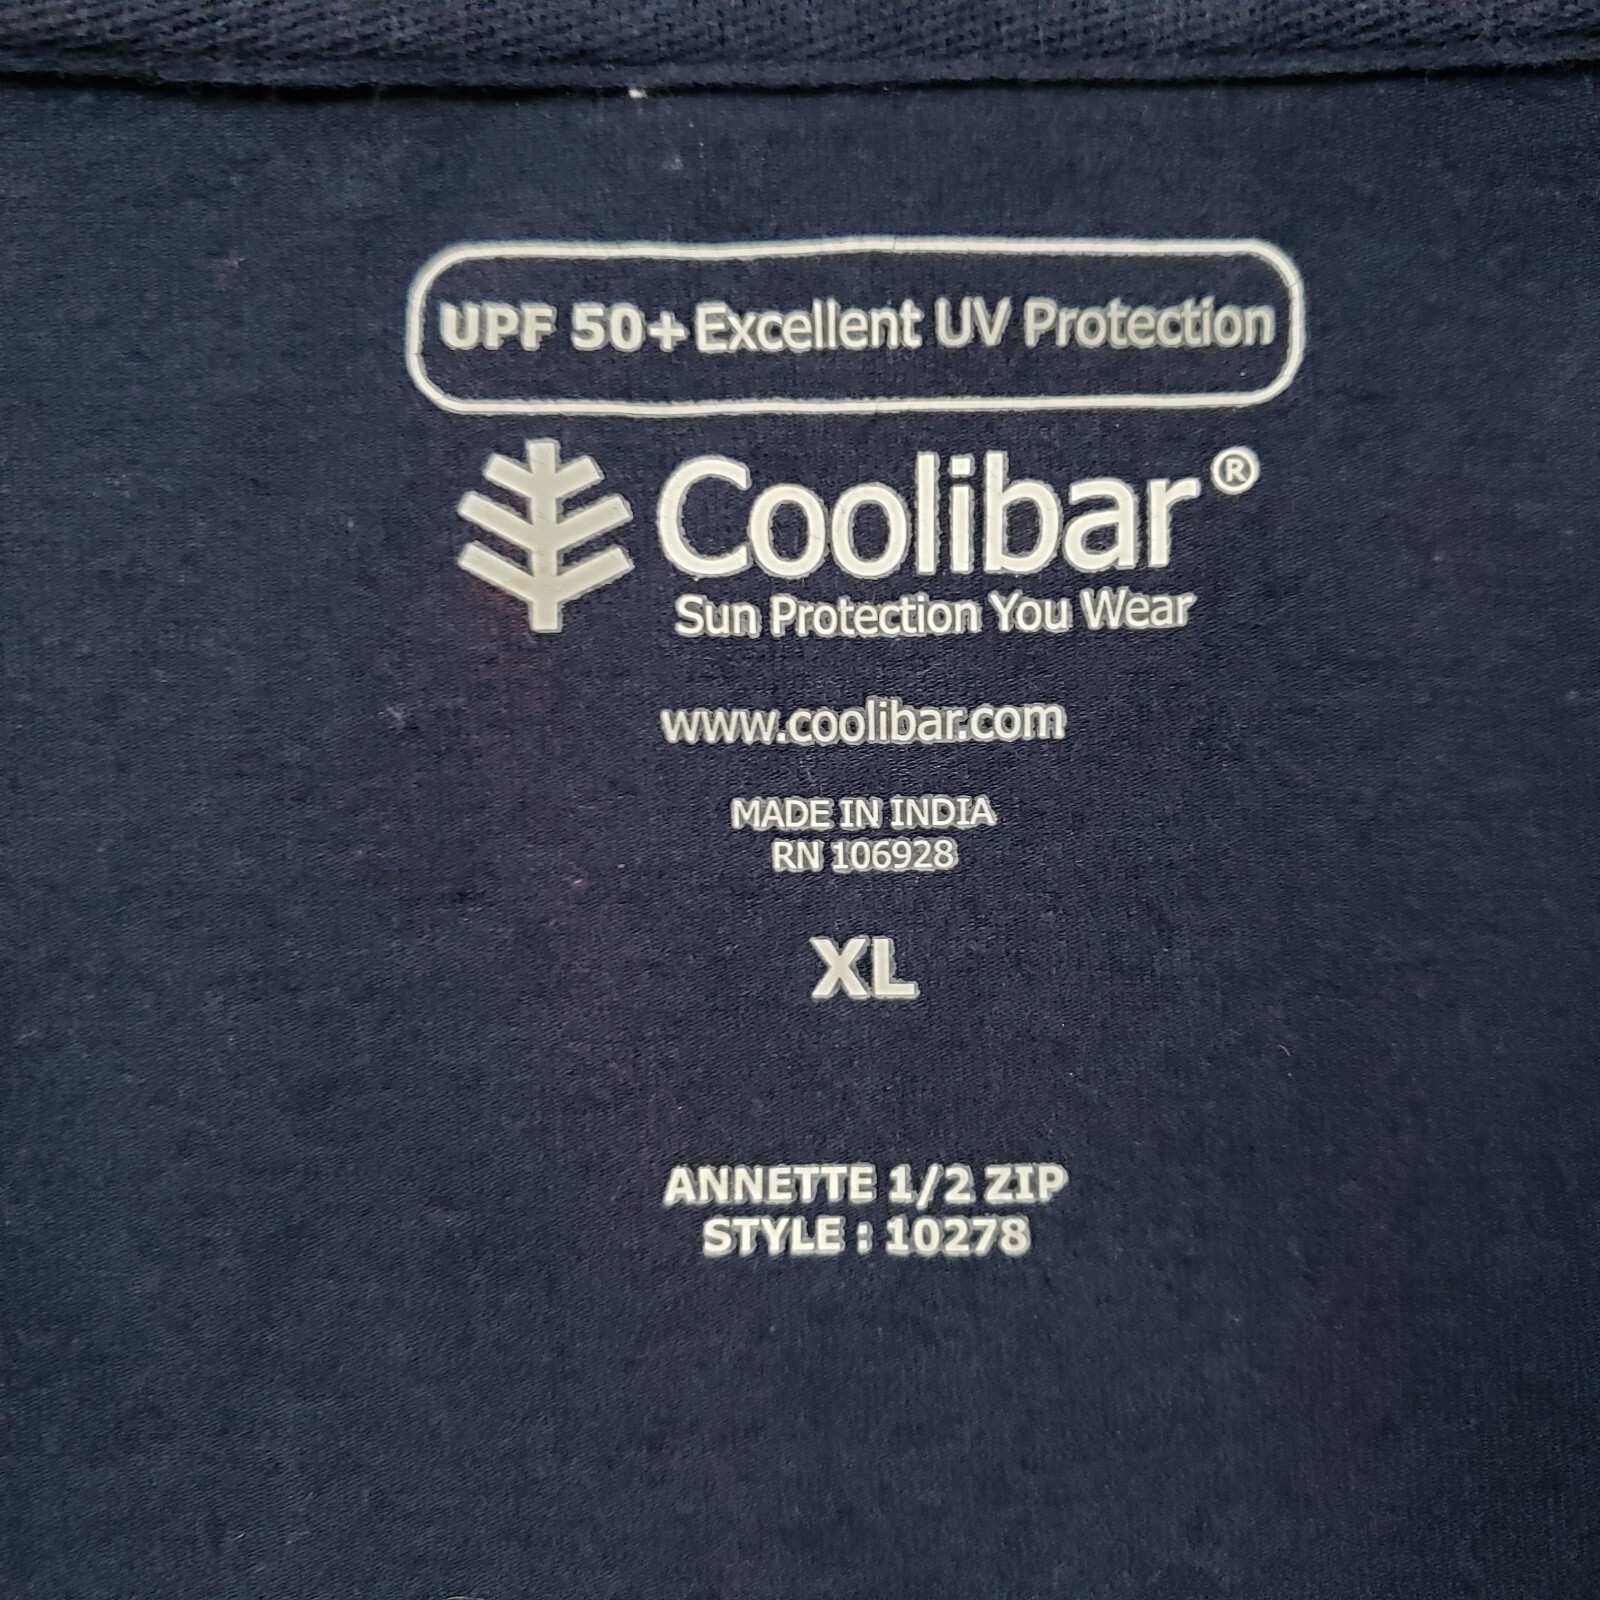 UPF 50+ Excellent UV Protection
Coolibar®
Sun Protection You Wear
www.coolibar.com
MADE IN INDIA
RN 106928
XL
ANNETTE 1/2 ZIP
STYLE : 10278